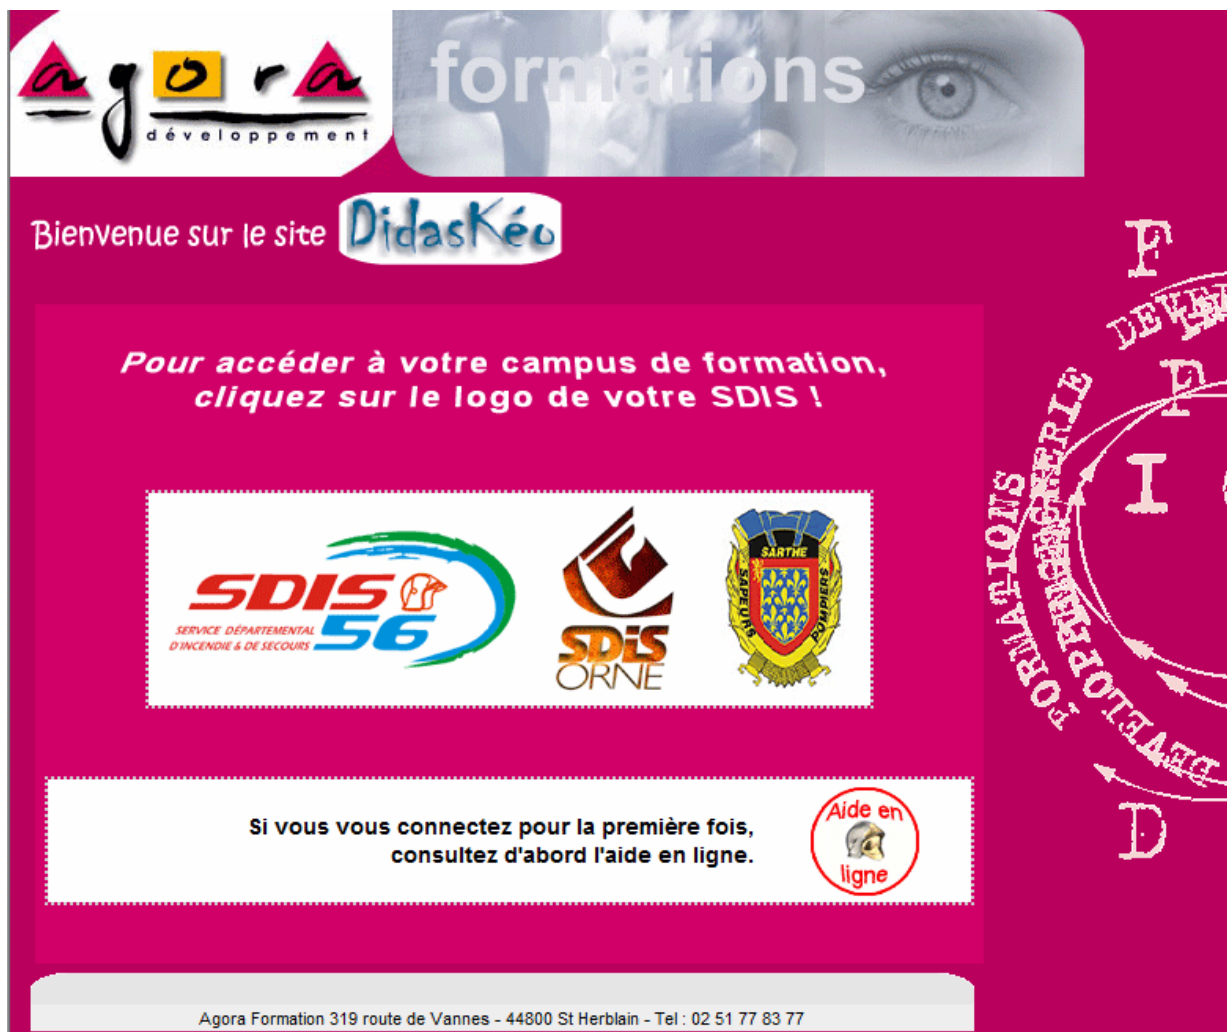 agora
développement
formations
Bienvenue sur le site DidasKéo
Pour accéder à votre campus de formation,
cliquez sur le logo de votre SDIS !
SDIS 56
SERVICE DÉPARTEMENTAL
D'INCENDIE & DE SECOURS
SDiS
ORNE
SARTHE
SAPEURS
POMPIERS
Si vous vous connectez pour la première fois,
consultez d'abord l'aide en ligne.
Aide en
ligne
Agora Formation 319 route de Vannes - 44800 St Herblain - Tel : 02 51 77 83 77
F
P
I
FORMATIONS
DEVELOPPEMENT
D